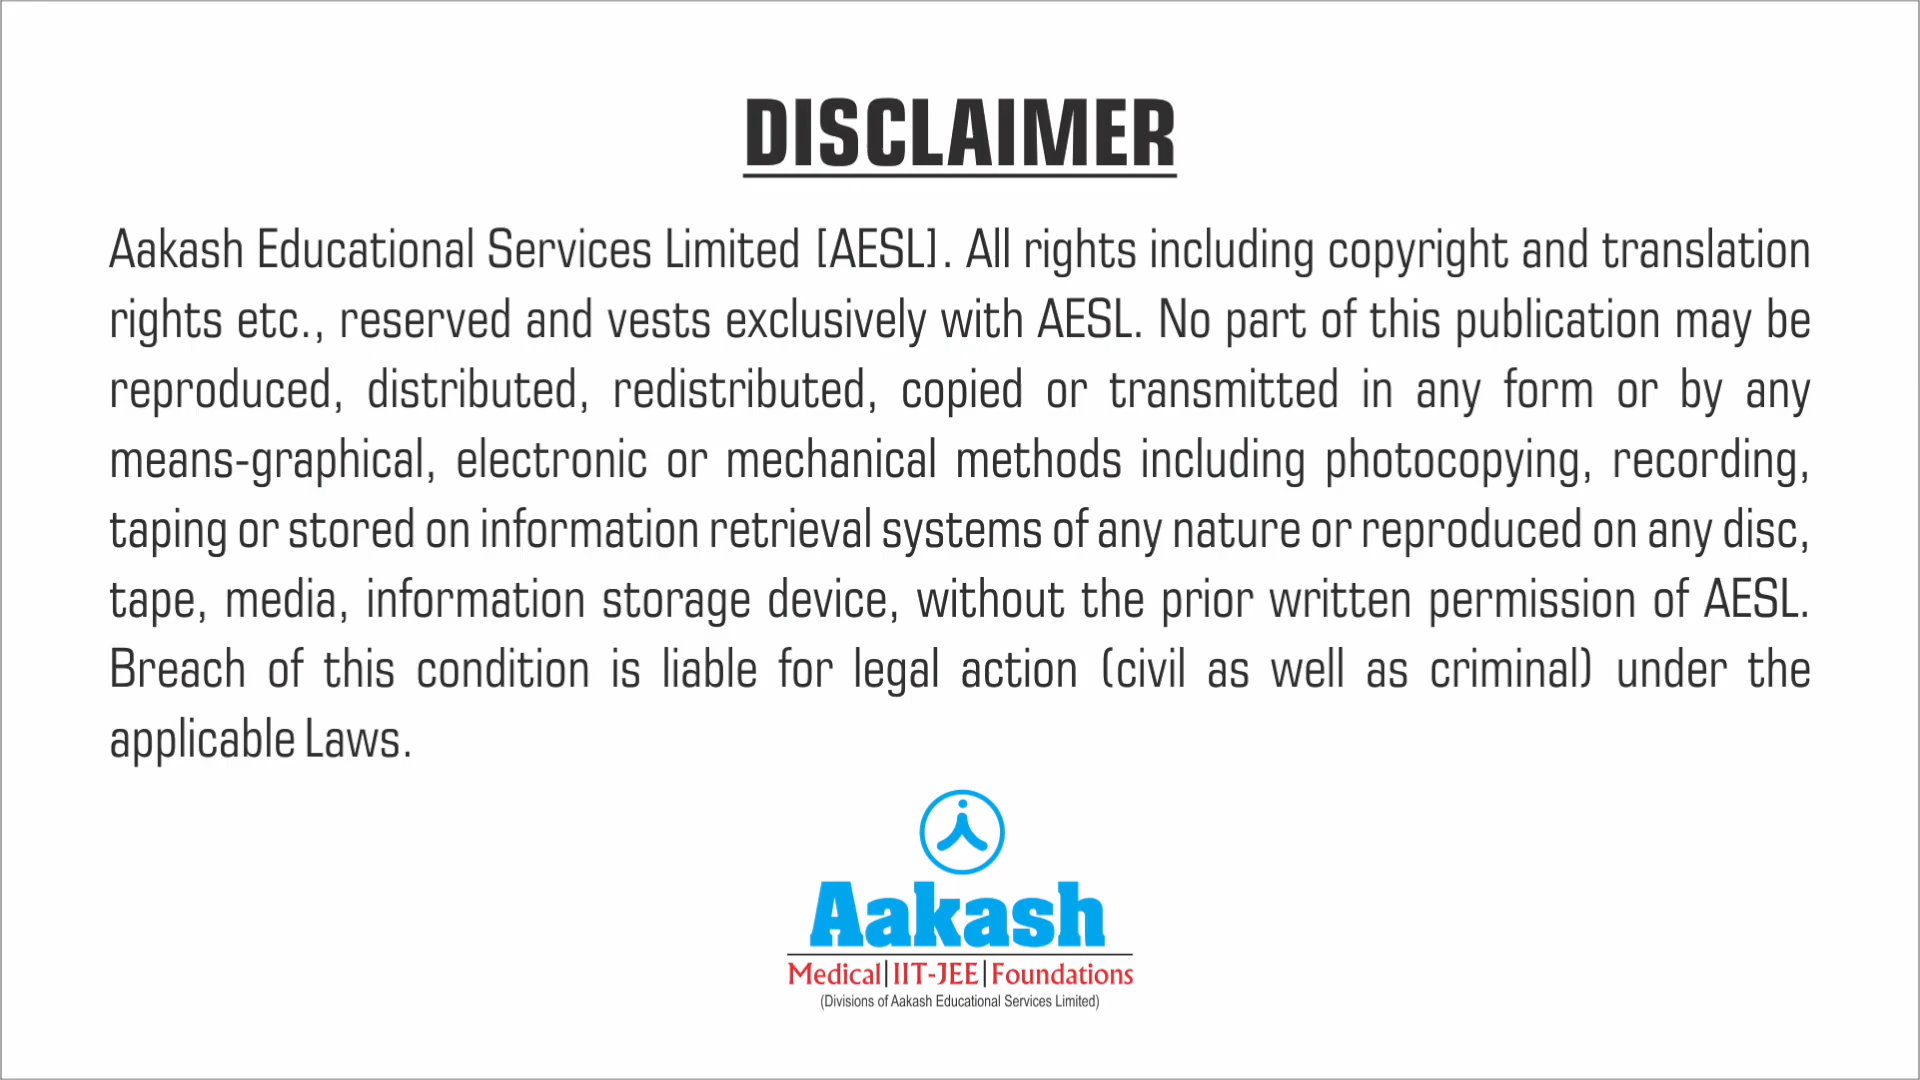 DISCLAIMER
Aakash Educational Services Limited [AESL]. All rights including copyright and translation
rights etc., reserved and vests exclusively with AESL. No part of this publication may be
reproduced, distributed, redistributed, copied or transmitted in any form or by any
means-graphical, electronic or mechanical methods including photocopying, recording,
taping or stored on information retrieval systems of any nature or reproduced on any disc,
tape, media, information storage device, without the prior written permission of AESL.
Breach of this condition is liable for legal action (civil as well as criminal) under the
applicable Laws.
Aakash
Medical|IIT-JEE|Foundations
(Divisions of Aakash Educational Services Limited)